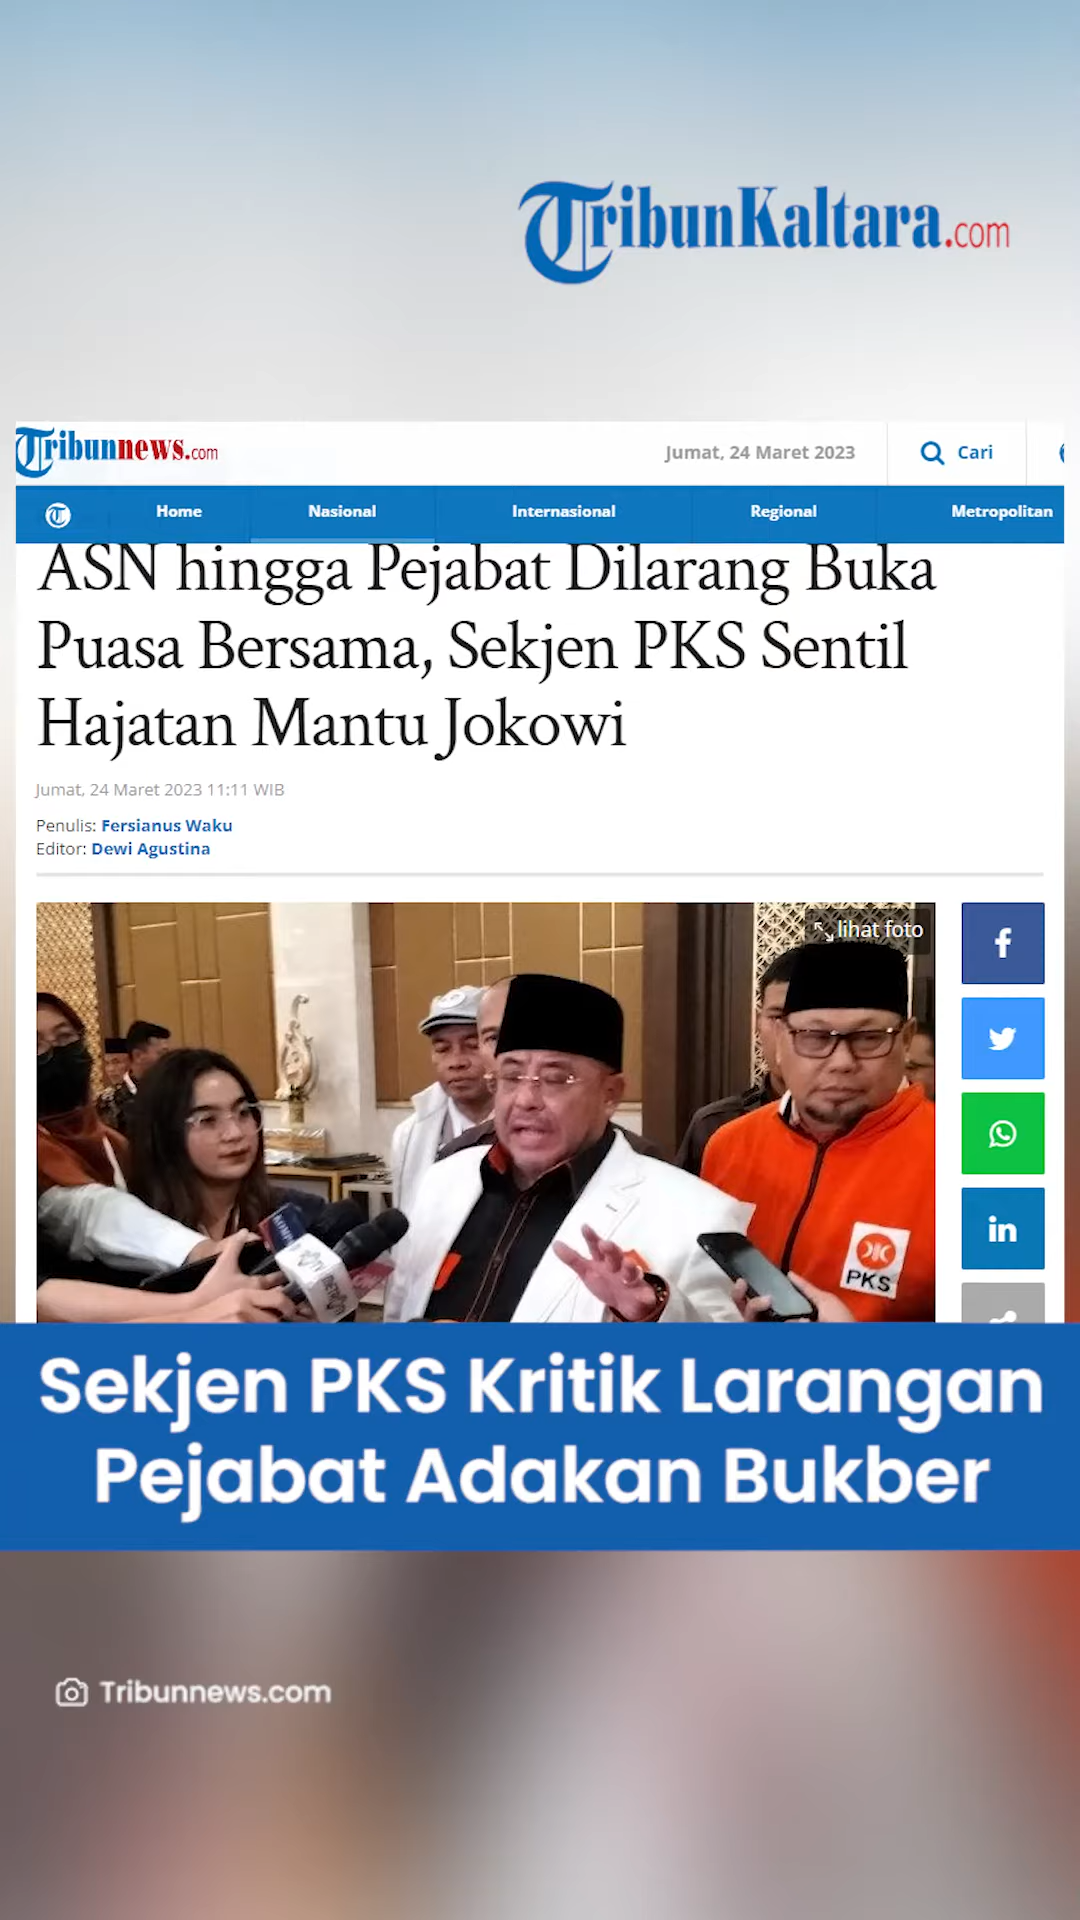 TribunKaltara.com
Tribunnews.com
Jumat, 24 Maret 2023
Cari
Home
Nasional
Internasional
Regional
Metropolitan
ASN hingga Pejabat Dilarang Buka
Puasa Bersama, Sekjen PKS Sentil
Hajatan Mantu Jokowi
Jumat, 24 Maret 2023 11:11 WIB
Penulis: Fersianus Waku
Editor: Dewi Agustina
lihat foto
PKS
Sekjen PKS Kritik Larangan
Pejabat Adakan Bukber
Tribunnews.com